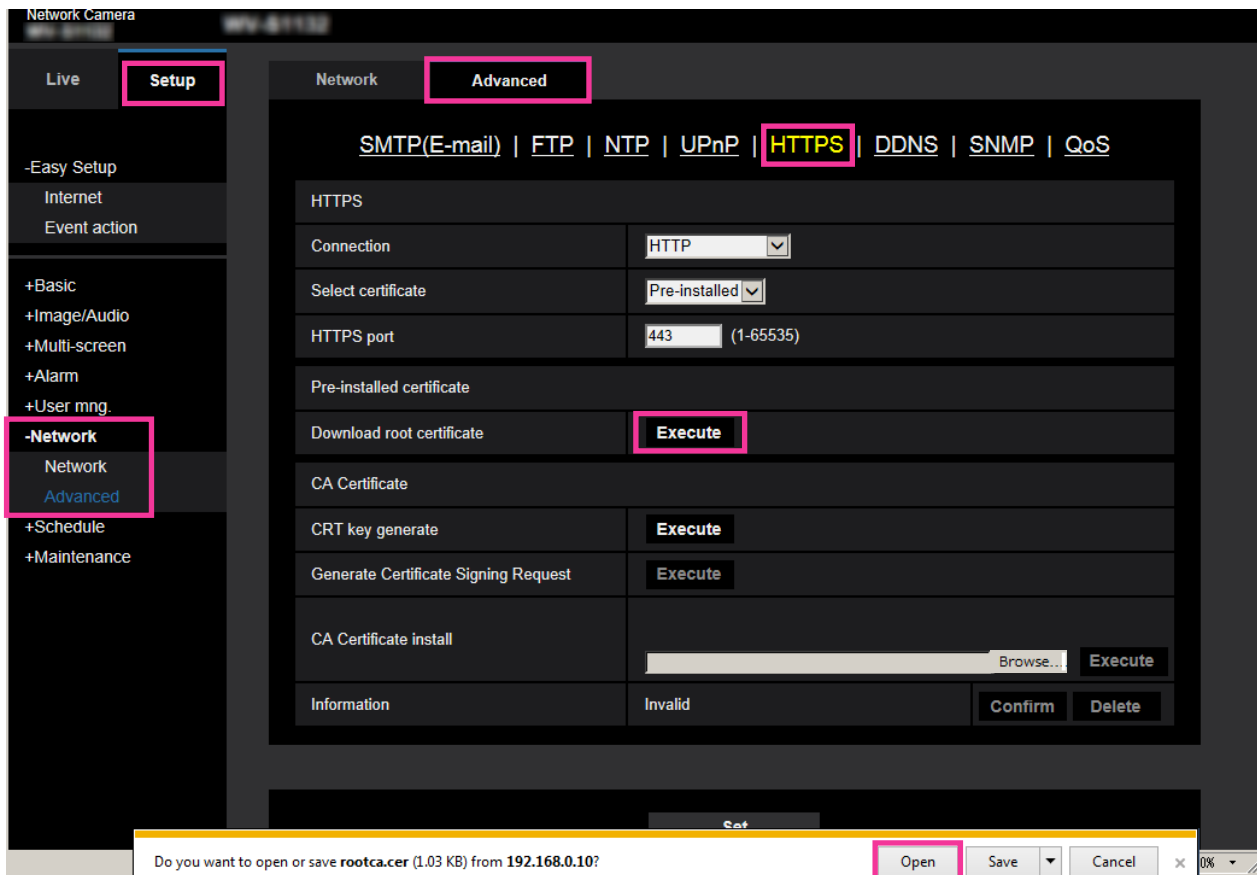 Network Camera
Live
Setup
Network
Advanced
SMTP(E-mail) | FTP | NTP | UPnP | HTTPS | DDNS | SNMP | QoS
-Easy Setup
Internet
Event action
+Basic
+Image/Audio
+Multi-screen
+Alarm
+User mng.
-Network
Network
Advanced
+Schedule
+Maintenance
HTTPS
Connection
HTTP
Select certificate
Pre-installed
HTTPS port
443 (1-65535)
Pre-installed certificate
Download root certificate
Execute
CA Certificate
CRT key generate
Execute
Generate Certificate Signing Request
Execute
CA Certificate install
Browse...
Execute
Information
Invalid
Confirm
Delete
Set
Do you want to open or save rootca.cer (1.03 KB) from 192.168.0.10?
Open
Save
Cancel
0%